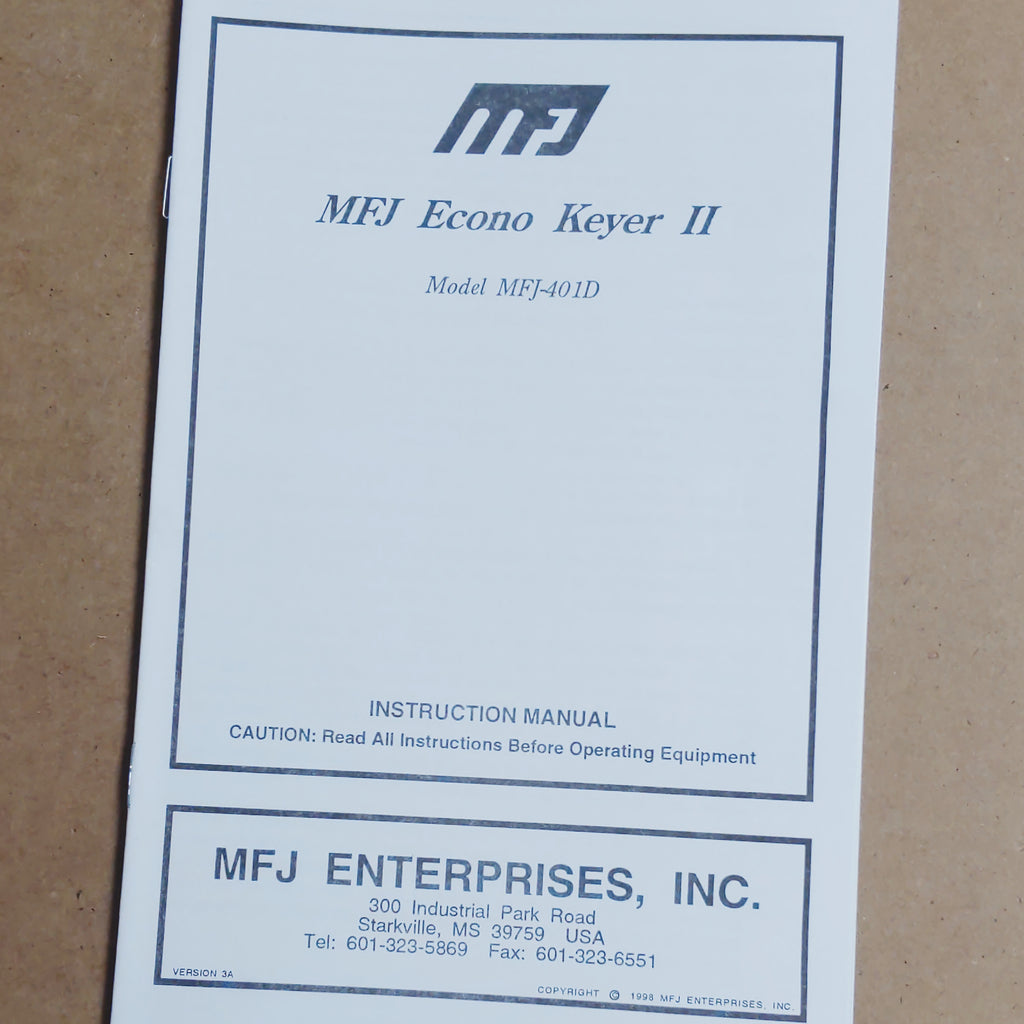 MFJ
MFJ Econo Keyer II
Model MFJ-401D
INSTRUCTION MANUAL
CAUTION: Read All Instructions Before Operating Equipment
MFJ ENTERPRISES, INC.
300 Industrial Park Road
Starkville, MS 39759 USA
Tel: 601-323-5869 Fax: 601-323-6551
VERSION 3A
COPYRIGHT © 1998 MFJ ENTERPRISES, INC.